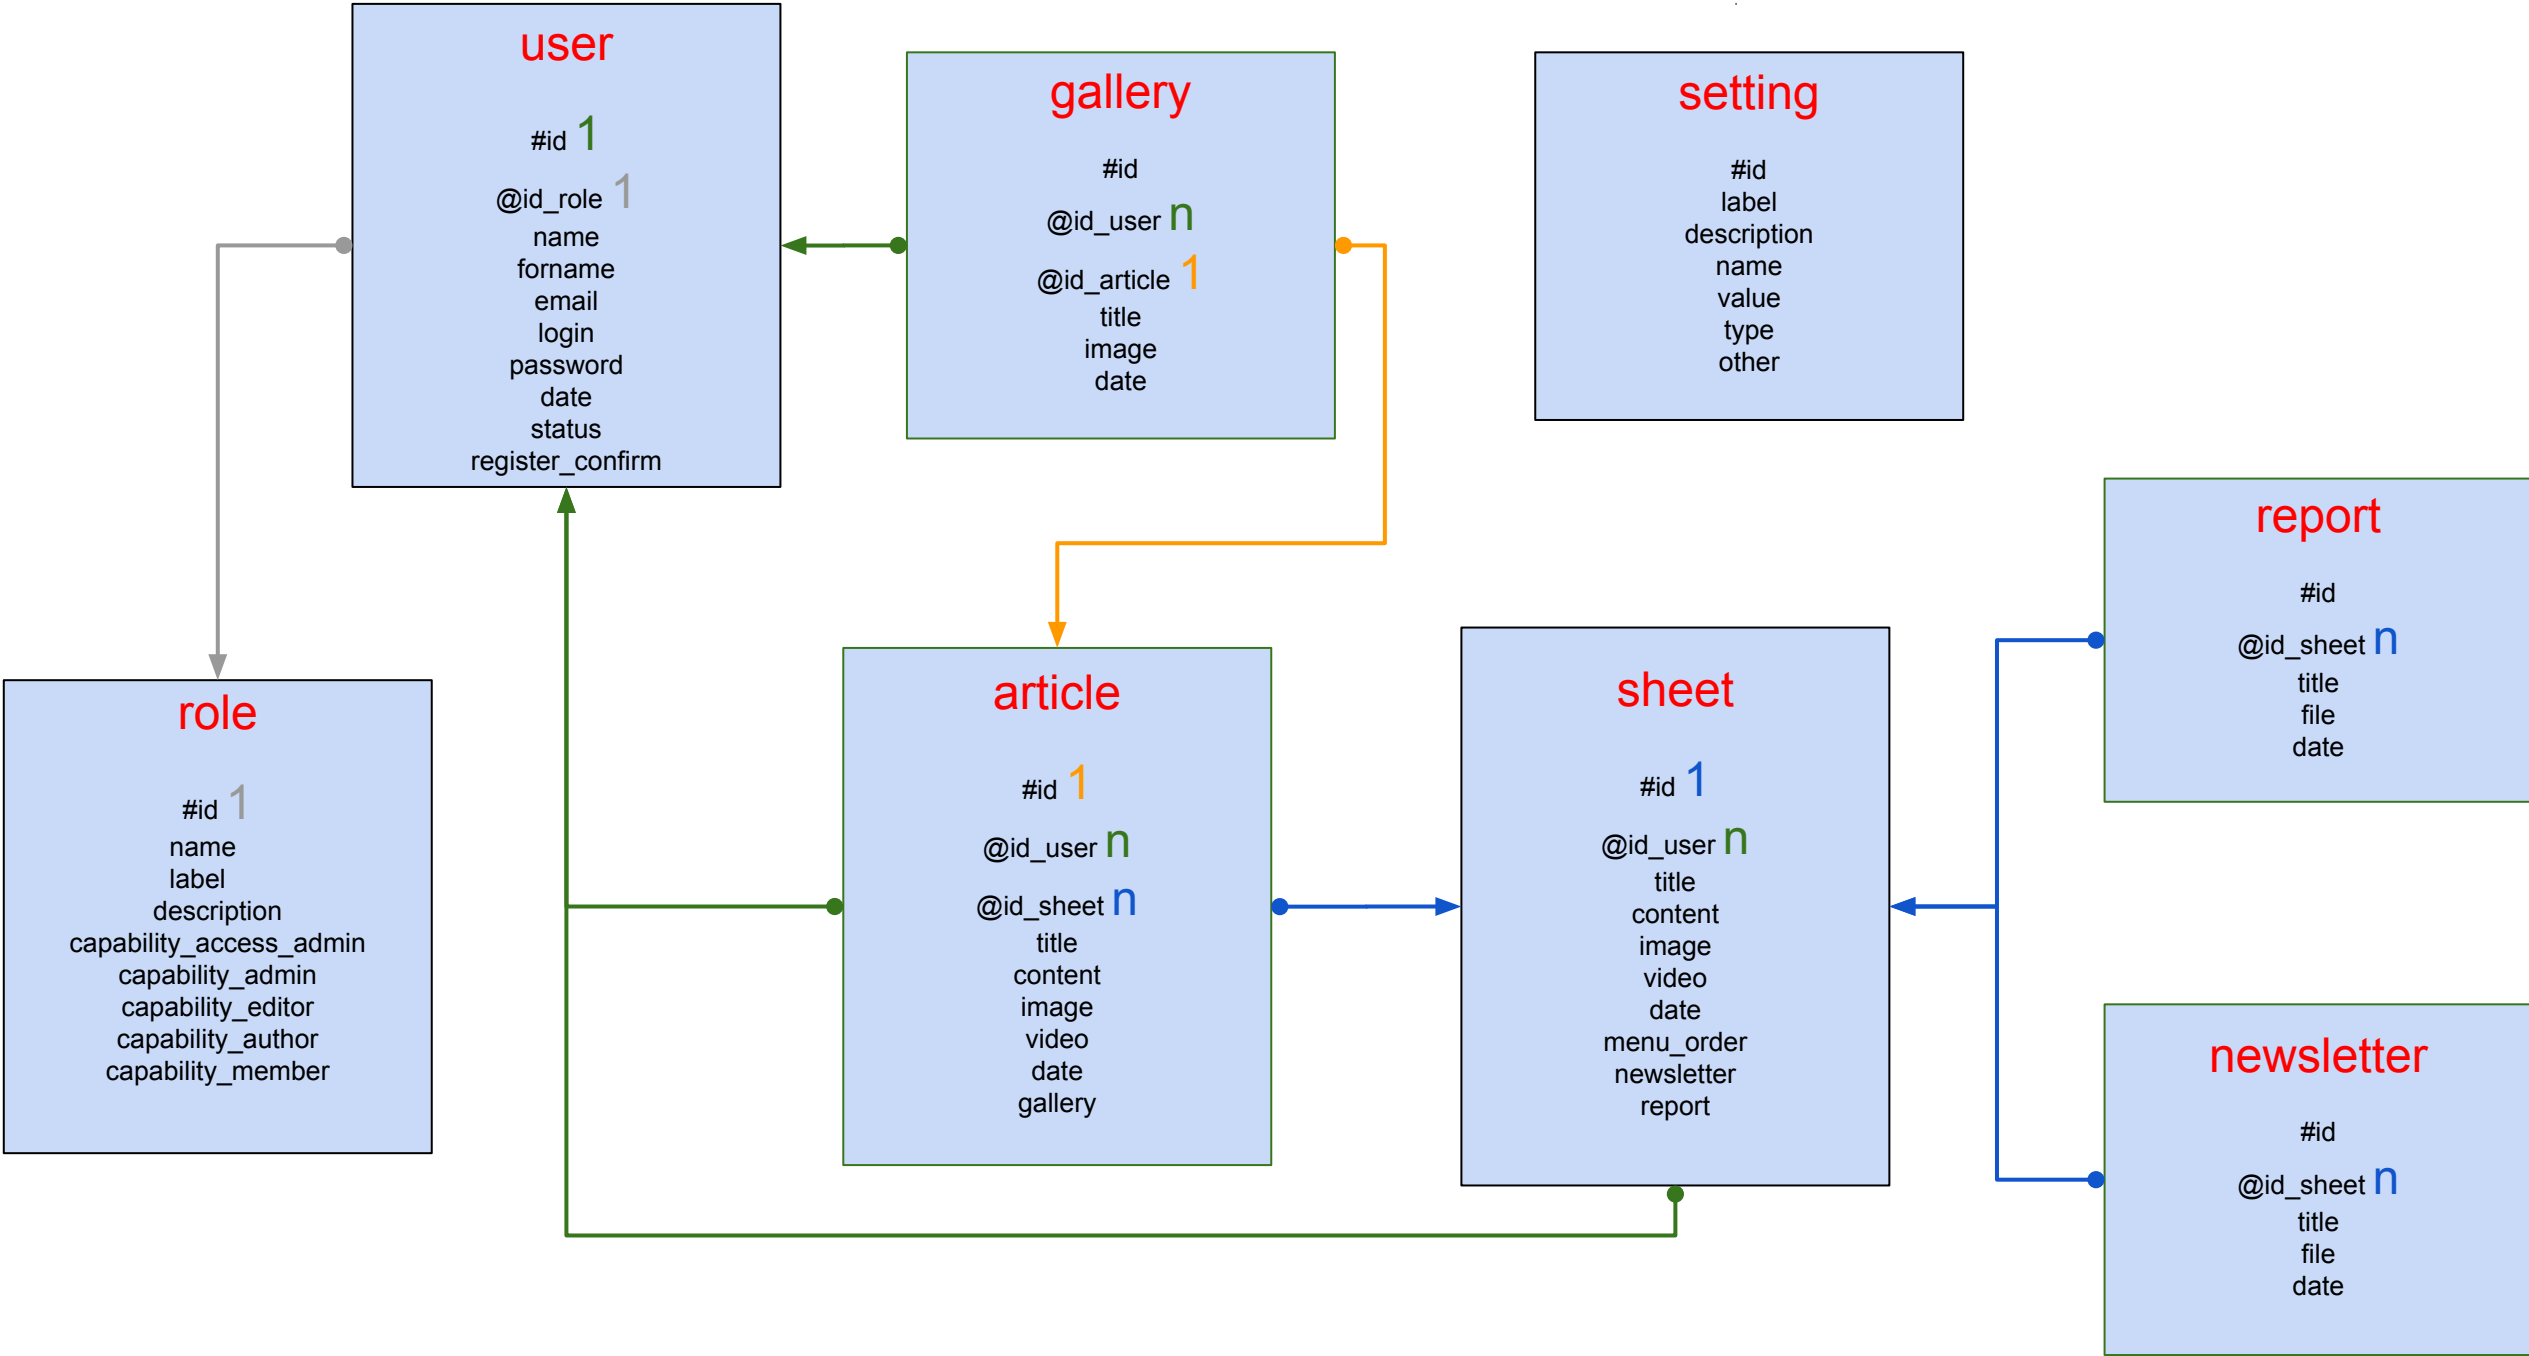 user
#id 1
@id_role 1
name
forname
email
login
password
date
status
register_confirm
gallery
#id
@id_user n
@id_article 1
title
image
date
setting
#id
label
description
name
value
type
other
report
#id
@id_sheet n
title
file
date
role
#id 1
name
label
description
capability_access_admin
capability_admin
capability_editor
capability_author
capability_member
article
#id 1
@id_user n
@id_sheet n
title
content
image
video
date
gallery
sheet
#id 1
@id_user n
title
content
image
video
date
menu_order
newsletter
report
newsletter
#id
@id_sheet n
title
file
date